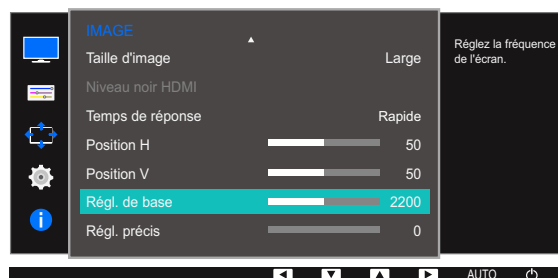 IMAGE
Taille d'image Large
Niveau noir HDMI
Temps de réponse Rapide
Position H 50
Position V 50
Régl. de base 2200
Régl. précis 0
Réglez la fréquence
de l'écran.
AUTO